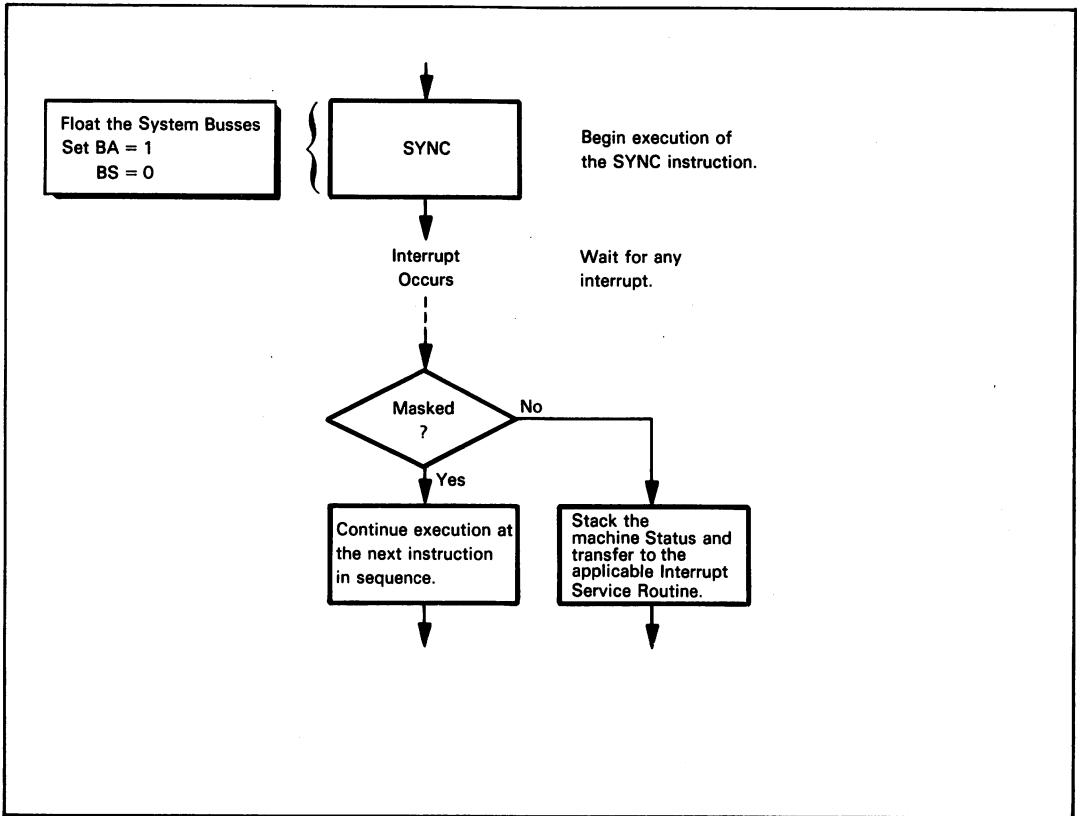 Float the System Busses
Set BA = 1
BS = 0
SYNC
Begin execution of
the SYNC instruction.
Interrupt
Occurs
Wait for any
interrupt.
Masked
?
No
Yes
Continue execution at
the next instruction
in sequence.
Stack the
machine Status and
transfer to the
applicable Interrupt
Service Routine.